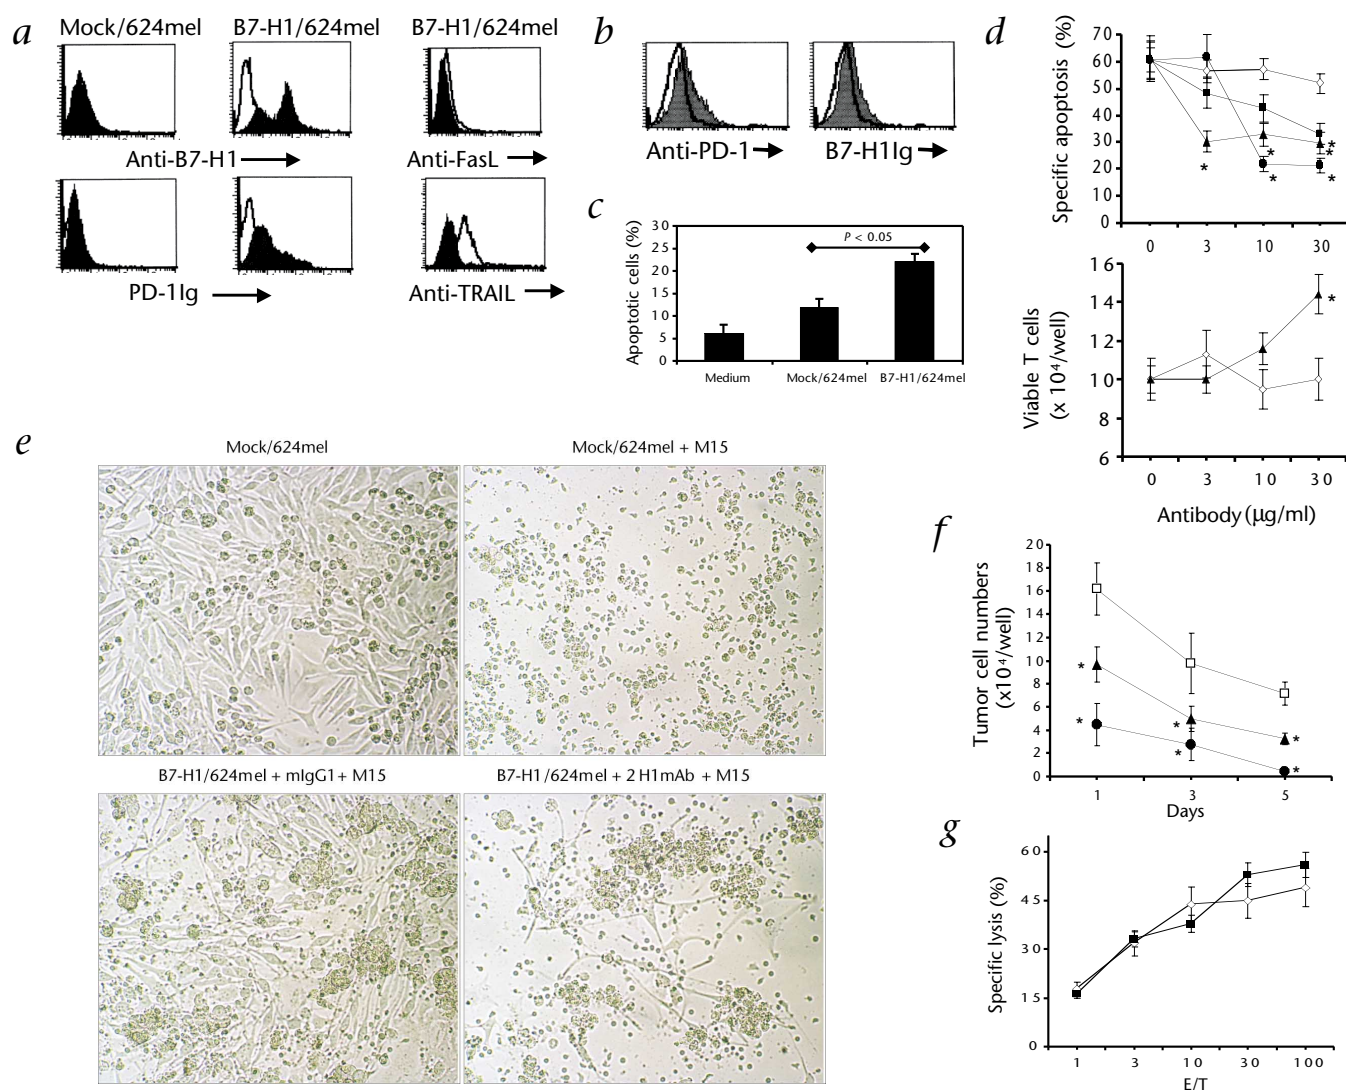 a
Mock/624mel B7-H1/624mel B7-H1/624mel
Anti-B7-H1
Anti-FasL
PD-1Ig
Anti-TRAIL
b
Anti-PD-1
B7-H1Ig
c
Apoptotic cells (%)
30
25
20
15
10
5
0
P < 0.05
Medium Mock/624mel B7-H1/624mel
d
Specific apoptosis (%)
70
60
50
40
30
20
10
0
* * * * * *
0 3 10 30
Viable T cells
(x 10⁴/well)
16
14
12
10
8
6
*
0 3 10 30
Antibody (μg/ml)
e
Mock/624mel
Mock/624mel + M15
B7-H1/624mel + mIgG1 + M15
B7-H1/624mel + 2 H1mAb + M15
f
Tumor cell numbers
(x10⁴/well)
20
18
16
14
12
10
8
6
4
2
0
* * * * * *
1 3 5
Days
g
Specific lysis (%)
60
45
30
15
1 3 10 30 100
E/T